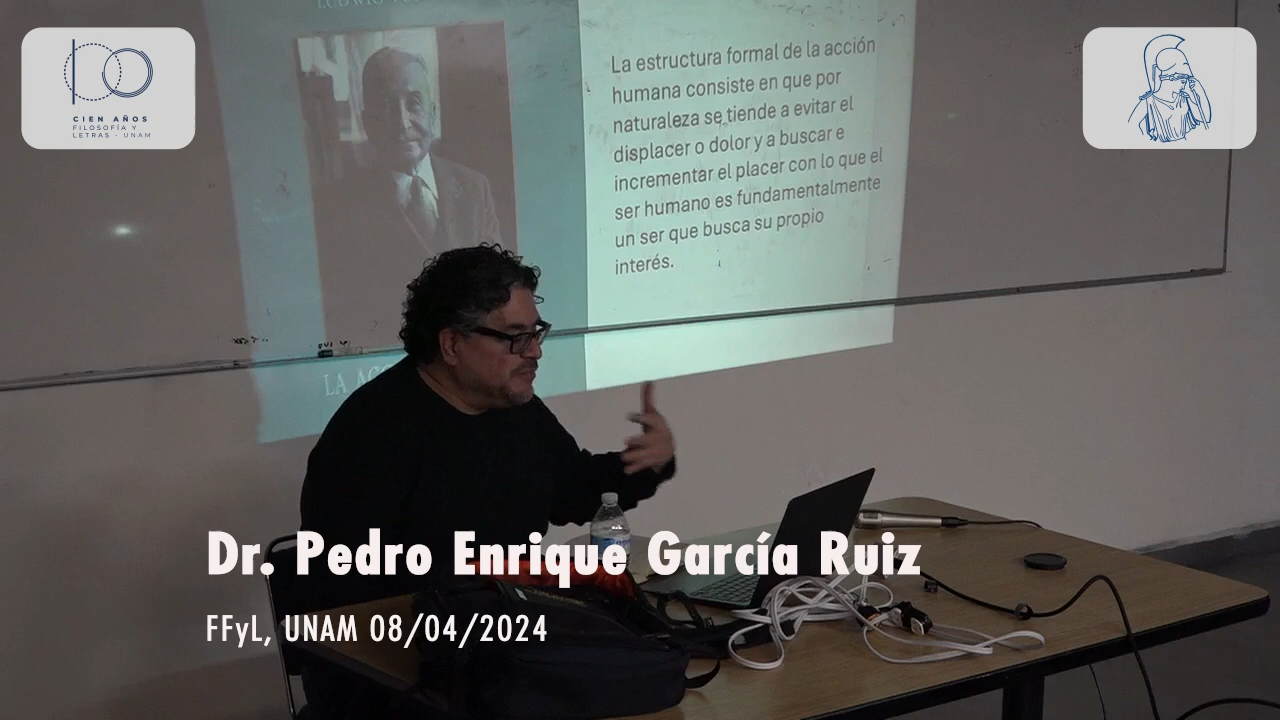 CIEN AÑOS
FILOSOFÍA Y
LETRAS · UNAM
LUDWIG
La estructura formal de la acción
humana consiste en que por
naturaleza se tiende a evitar el
displacer o dolor y a buscar e
incrementar el placer con lo que el
ser humano es fundamentalmente
un ser que busca su propio
interés.
LA
Dr. Pedro Enrique García Ruiz
FFyL, UNAM 08/04/2024